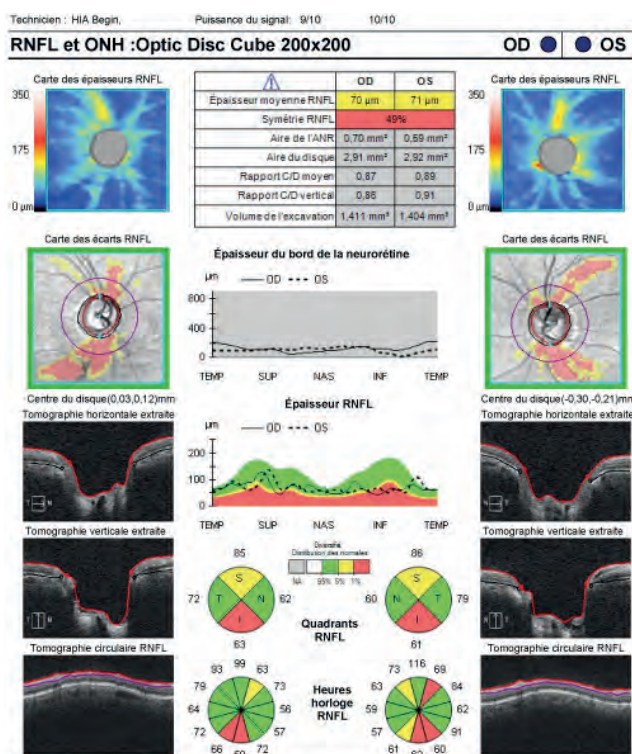 Technicien : HIA Begin, Puissance du signal: 9/10 10/10
RNFL et ONH :Optic Disc Cube 200x200 OD OS
Carte des épaisseurs RNFL
350
175
0 µm
OD OS
Épaisseur moyenne RNFL 70 µm 71 µm
Symétrie RNFL 49%
Aire de l'ANR 0,70 mm² 0,59 mm²
Aire du disque 2,91 mm² 2,92 mm²
Rapport C/D moyen 0,87 0,89
Rapport C/D vertical 0,86 0,91
Volume de l'excavation 1,411 mm³ 1,404 mm³
Carte des épaisseurs RNFL
350
175
0 µm
Carte des écarts RNFL
Centre du disque(0,03,0,12)mm
Épaisseur du bord de la neurorétine
µm OD OS
800
400
0
TEMP SUP NAS INF TEMP
Carte des écarts RNFL
Centre du disque(-0,30,-0,21)mm
Tomographie horizontale extraite
Épaisseur RNFL
µm OD OS
200
100
0
TEMP SUP NAS INF TEMP
Tomographie horizontale extraite
Tomographie verticale extraite
Diversité
Distribution des normales
NA 95% 5% 1%
85
72 S T N I 62
63
Quadrants
RNFL
86
60 S N T I 79
61
Tomographie verticale extraite
Tomographie circulaire RNFL
93 99 63
79 73
64 56
72 57
66 72
Heures
horloge
RNFL
73 116 69
63 84
59 62
57 91
61 60
Tomographie circulaire RNFL